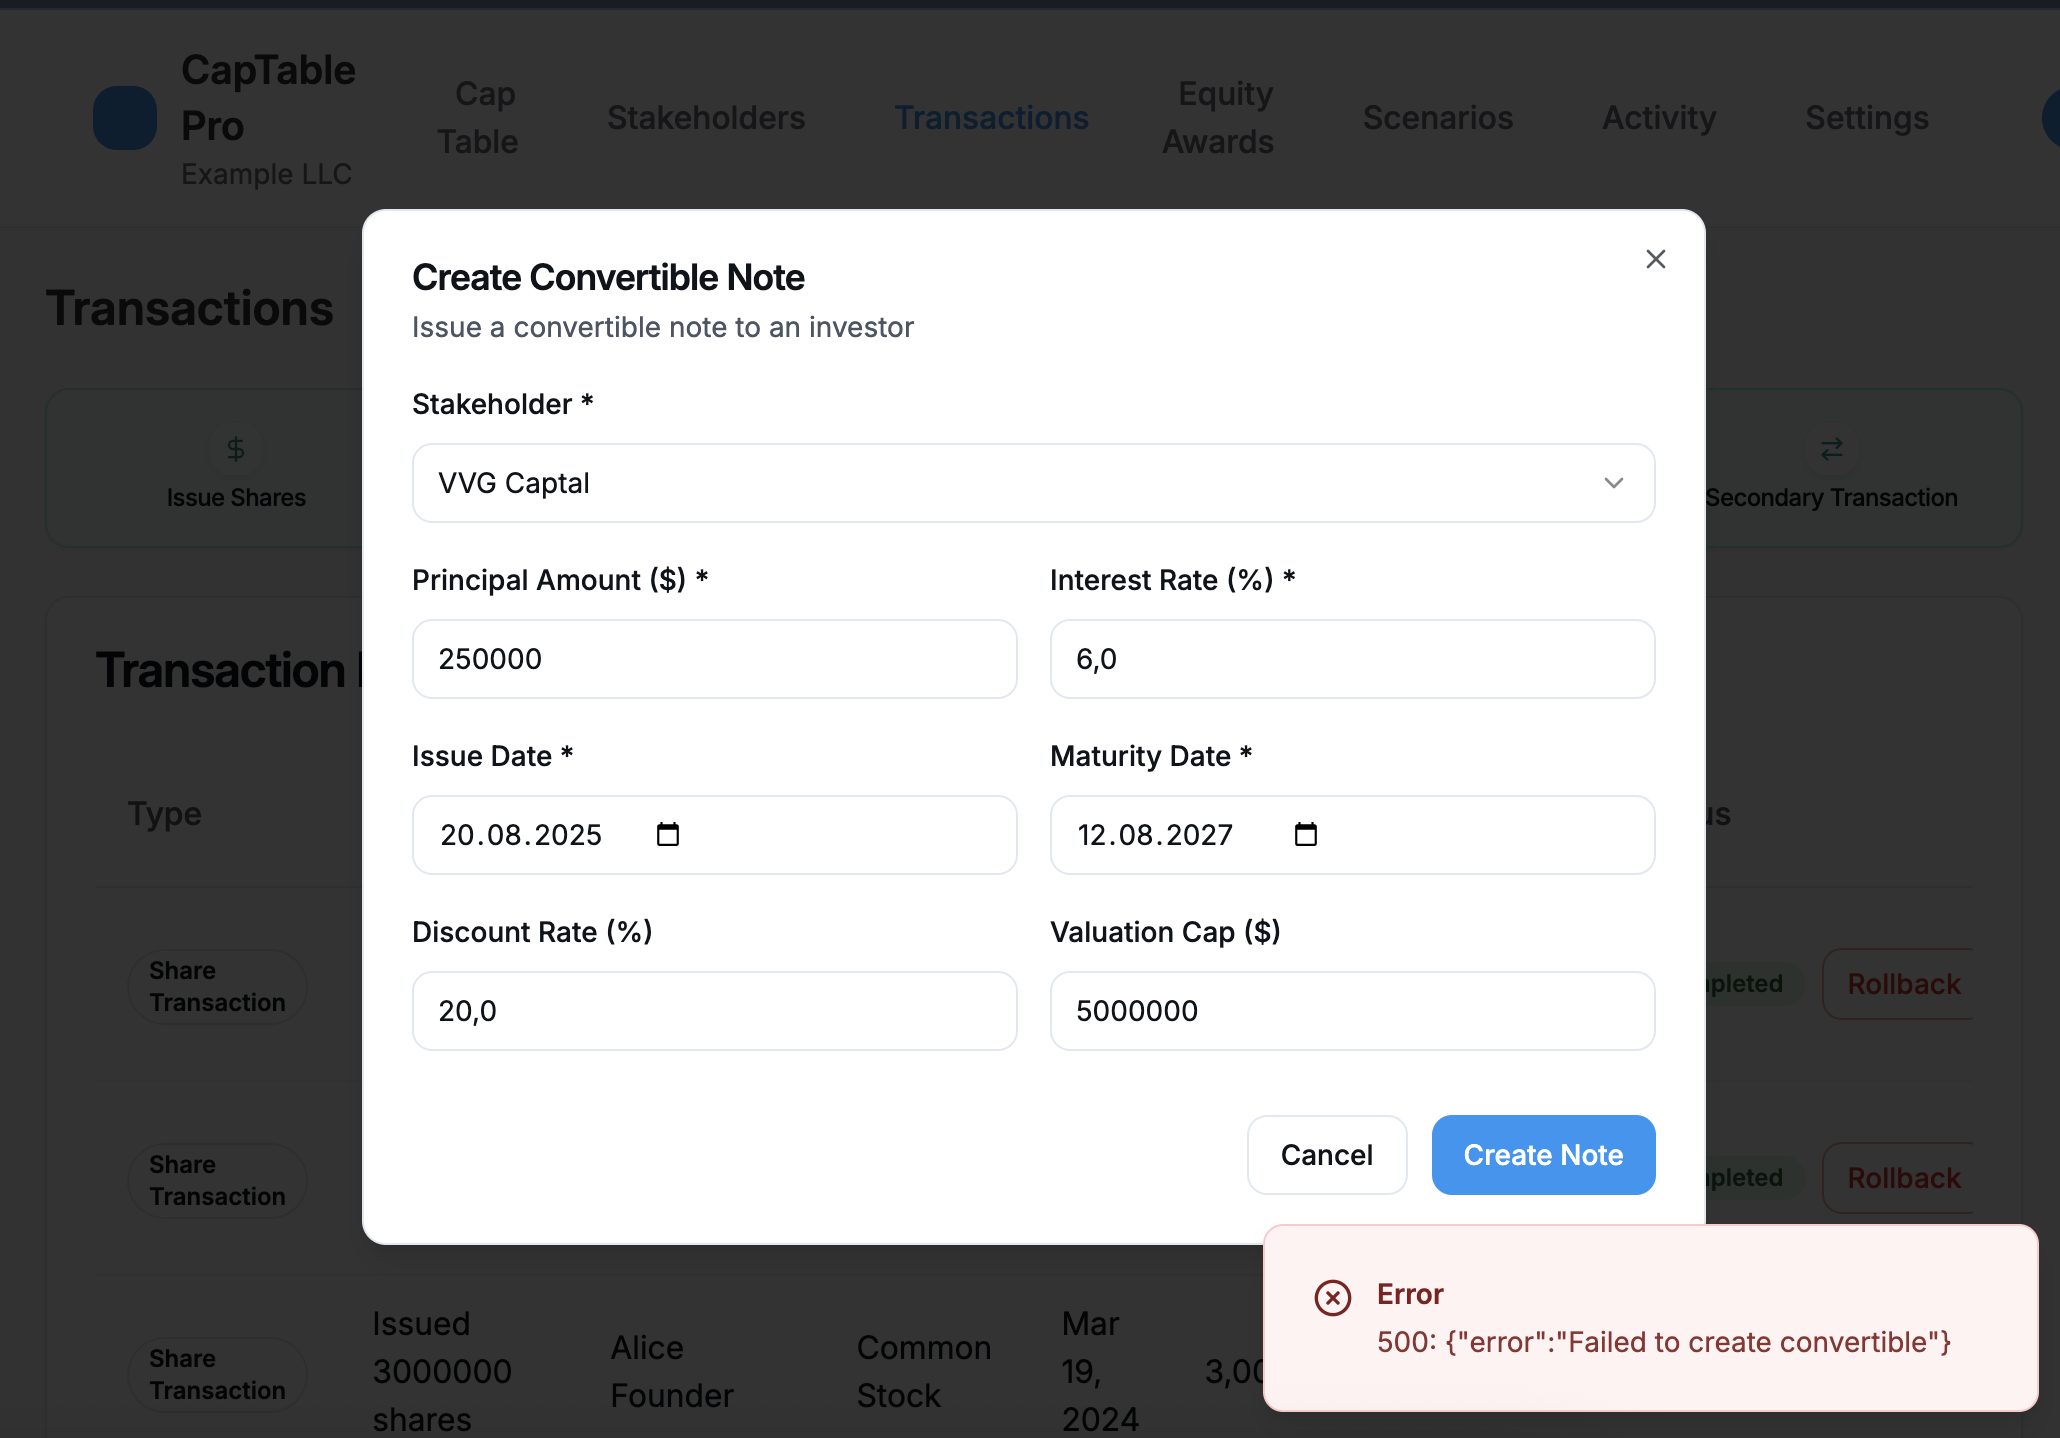 CapTable
Pro
Example LLC
Cap
Table
Stakeholders
Transactions
Equity
Awards
Scenarios
Activity
Settings
Transactions
$
Issue Shares
Secondary Transaction
Create Convertible Note
Issue a convertible note to an investor
Stakeholder *
VVG Captal
Principal Amount ($) *
250000
Interest Rate (%) *
6,0
Issue Date *
20.08.2025
Maturity Date *
12.08.2027
Discount Rate (%)
20,0
Valuation Cap ($)
5000000
Cancel
Create Note
Transaction
Type
Share
Transaction
Rollback
Share
Transaction
Rollback
Share
Transaction
Issued
3000000
shares
Alice
Founder
Common
Stock
Mar
19,
2024
Error
500: {"error":"Failed to create convertible"}